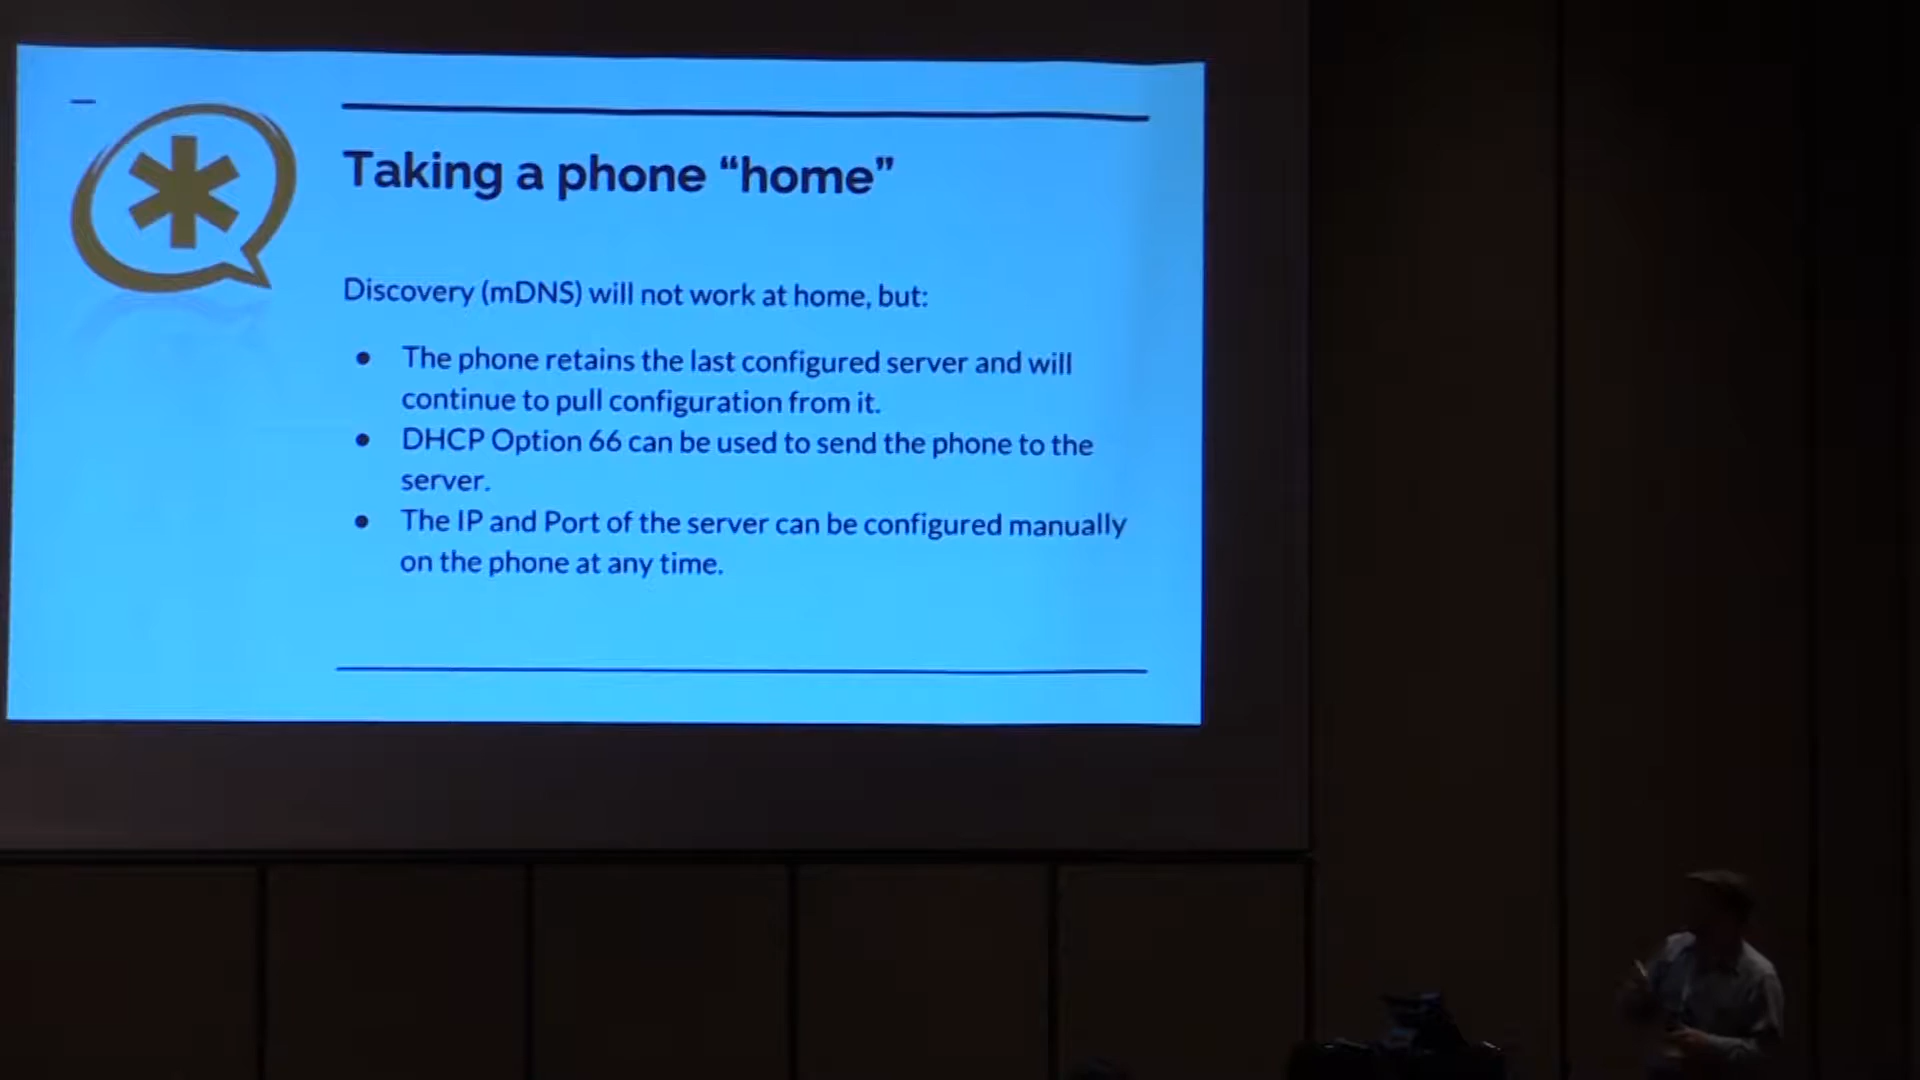 Taking a phone “home”
Discovery (mDNS) will not work at home, but:
● The phone retains the last configured server and will
continue to pull configuration from it.
● DHCP Option 66 can be used to send the phone to the
server.
● The IP and Port of the server can be configured manually
on the phone at any time.